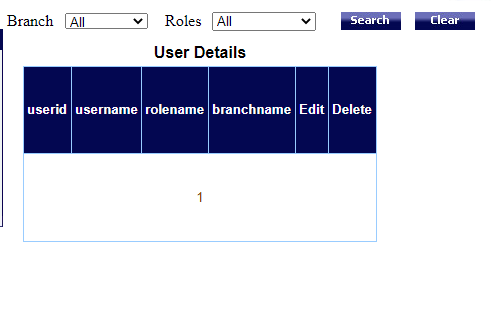 Branch All Roles All Search Clear
User Details
userid username rolename branchname Edit Delete
1